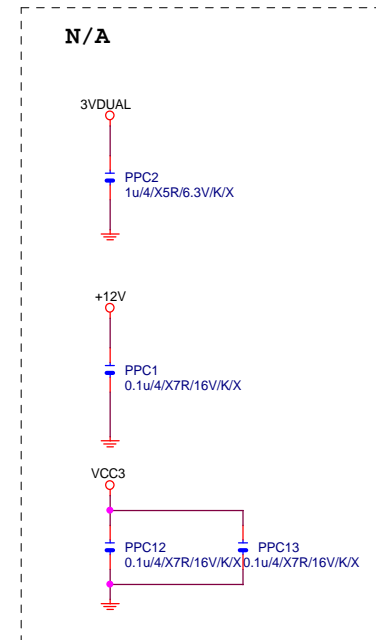 N/A
3VDUAL
PPC2
1u/4/X5R/6.3V/K/X
+12V
PPC1
0.1u/4/X7R/16V/K/X
VCC3
PPC12
0.1u/4/X7R/16V/K/X
PPC13
0.1u/4/X7R/16V/K/X